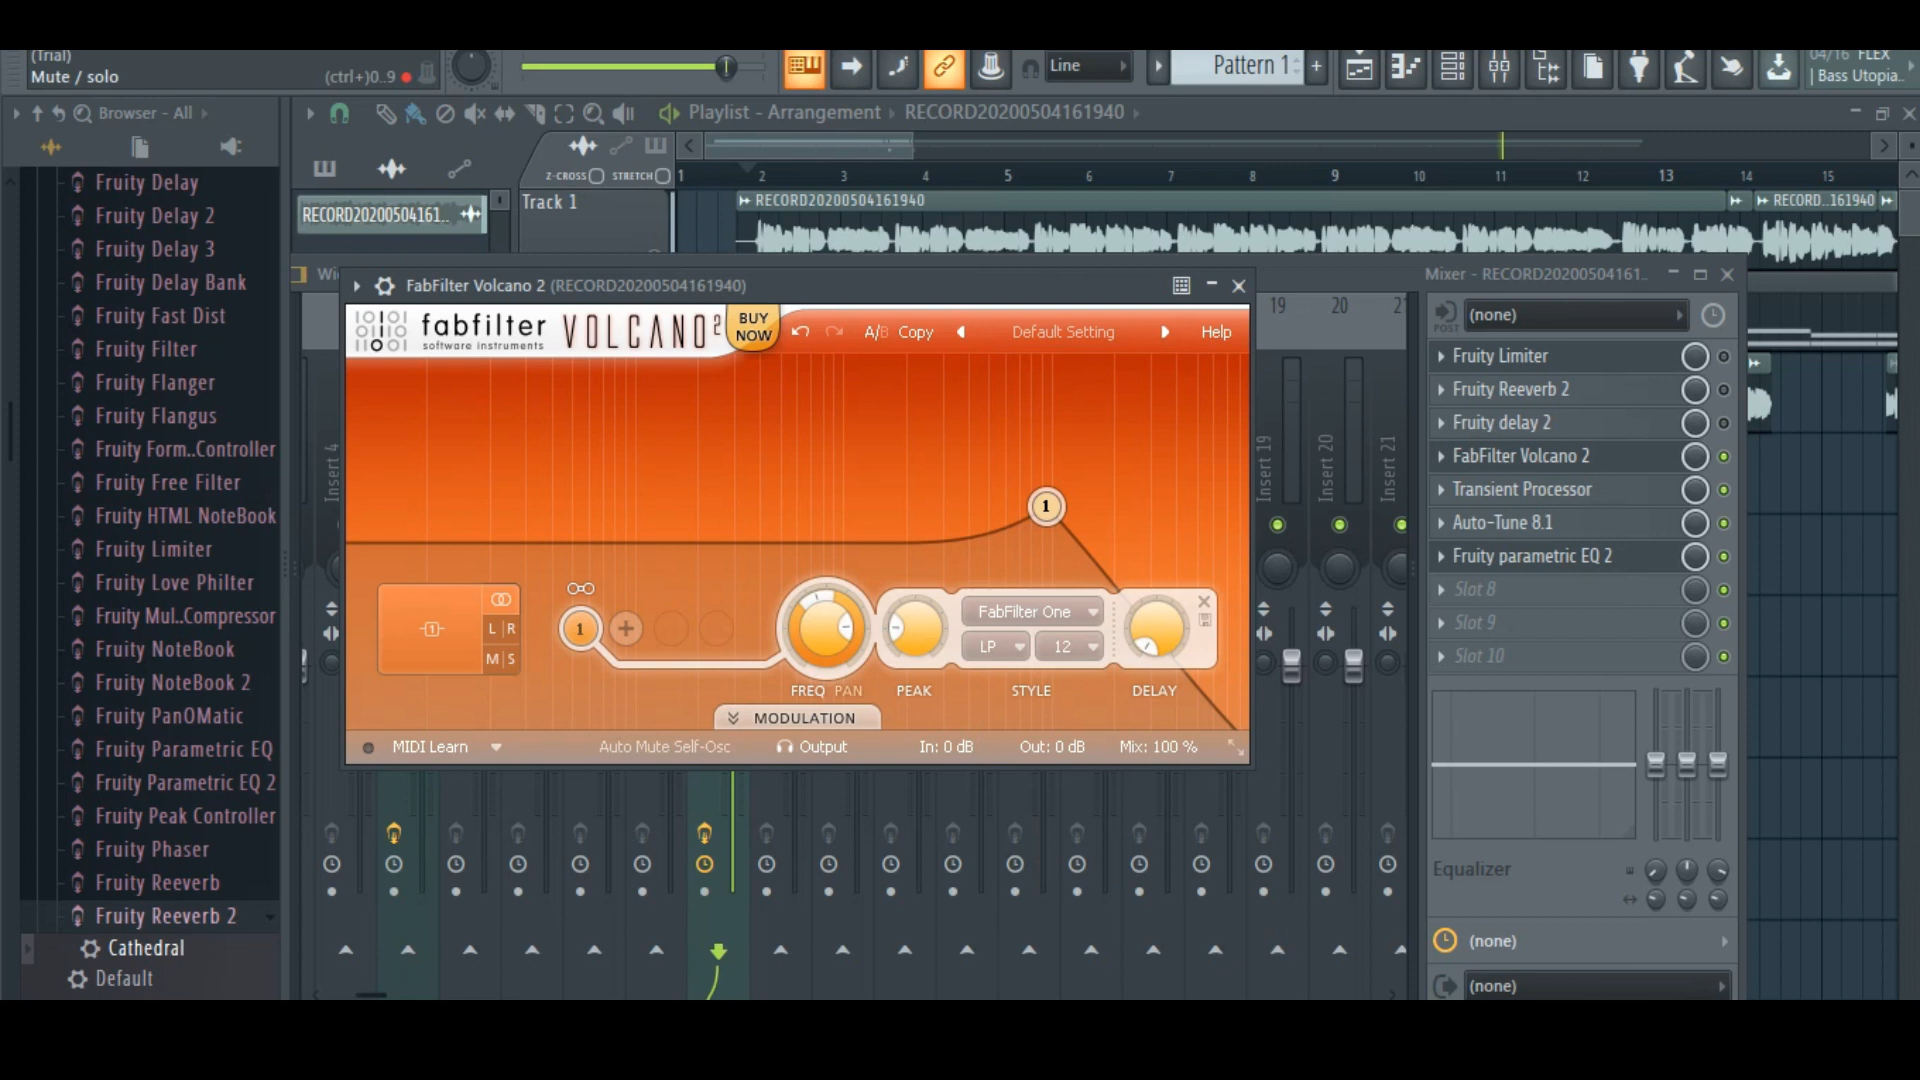 (Trial)
Mute / solo
(ctrl+)0..9
Line
Pattern 1
04/16 FLEX
Bass Utopia..
Browser - All
Playlist - Arrangement
RECORD20200504161940
Z-CROSS
STRETCH
1 2 3 4 5 6 7 8 9 10 11 12 13 14 15
RECORD20200504161..
Track 1
RECORD20200504161940
RECORD..161940
Fruity Delay
Fruity Delay 2
Fruity Delay 3
Fruity Delay Bank
Fruity Fast Dist
Fruity Filter
Fruity Flanger
Fruity Flangus
Fruity Form..Controller
Fruity Free Filter
Fruity HTML NoteBook
Fruity Limiter
Fruity Love Philter
Fruity Mul..Compressor
Fruity NoteBook
Fruity NoteBook 2
Fruity PanOMatic
Fruity Parametric EQ
Fruity Parametric EQ 2
Fruity Peak Controller
Fruity Phaser
Fruity Reeverb
Fruity Reeverb 2
Cathedral
Default
Wi
FabFilter Volcano 2 (RECORD20200504161940)
fabfilter
software instruments
VOLCANO 2
BUY NOW
A/B
Copy
Default Setting
Help
1
1
L R
M S
1
FabFilter One
LP
12
FREQ PAN
PEAK
STYLE
DELAY
MODULATION
MIDI Learn
Auto Mute Self-Osc
Output
In: 0 dB
Out: 0 dB
Mix: 100 %
Insert 4
19 20 21
Insert 19
Insert 20
Insert 21
Mixer - RECORD20200504161..
POST
(none)
Fruity Limiter
Fruity Reeverb 2
Fruity delay 2
FabFilter Volcano 2
Transient Processor
Auto-Tune 8.1
Fruity parametric EQ 2
Slot 8
Slot 9
Slot 10
Equalizer
(none)
(none)